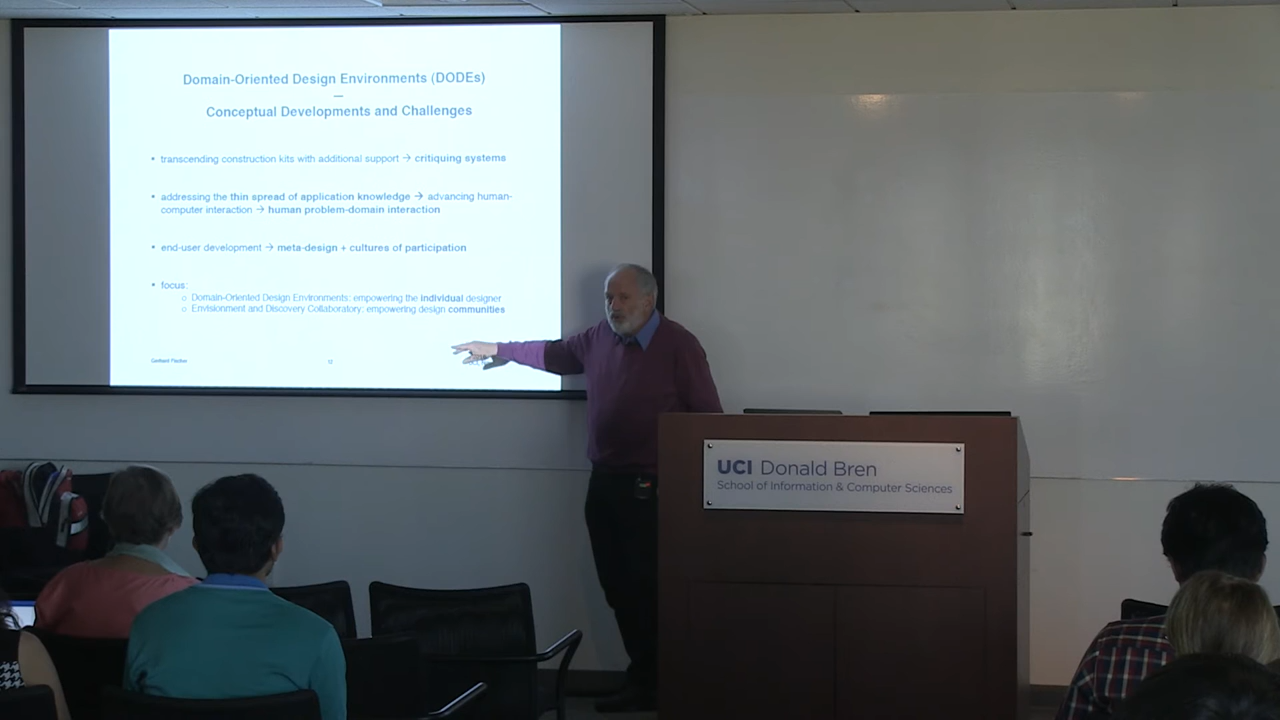 Domain-Oriented Design Environments (DODEs)
—
Conceptual Developments and Challenges
• transcending construction kits with additional support → critiquing systems
• addressing the thin spread of application knowledge → advancing human-
computer interaction → human problem-domain interaction
• end-user development → meta-design + cultures of participation
• focus:
o Domain-Oriented Design Environments: empowering the individual designer
o Envisionment and Discovery Collaboratory: empowering design communities
12
UCI Donald Bren
School of Information & Computer Sciences